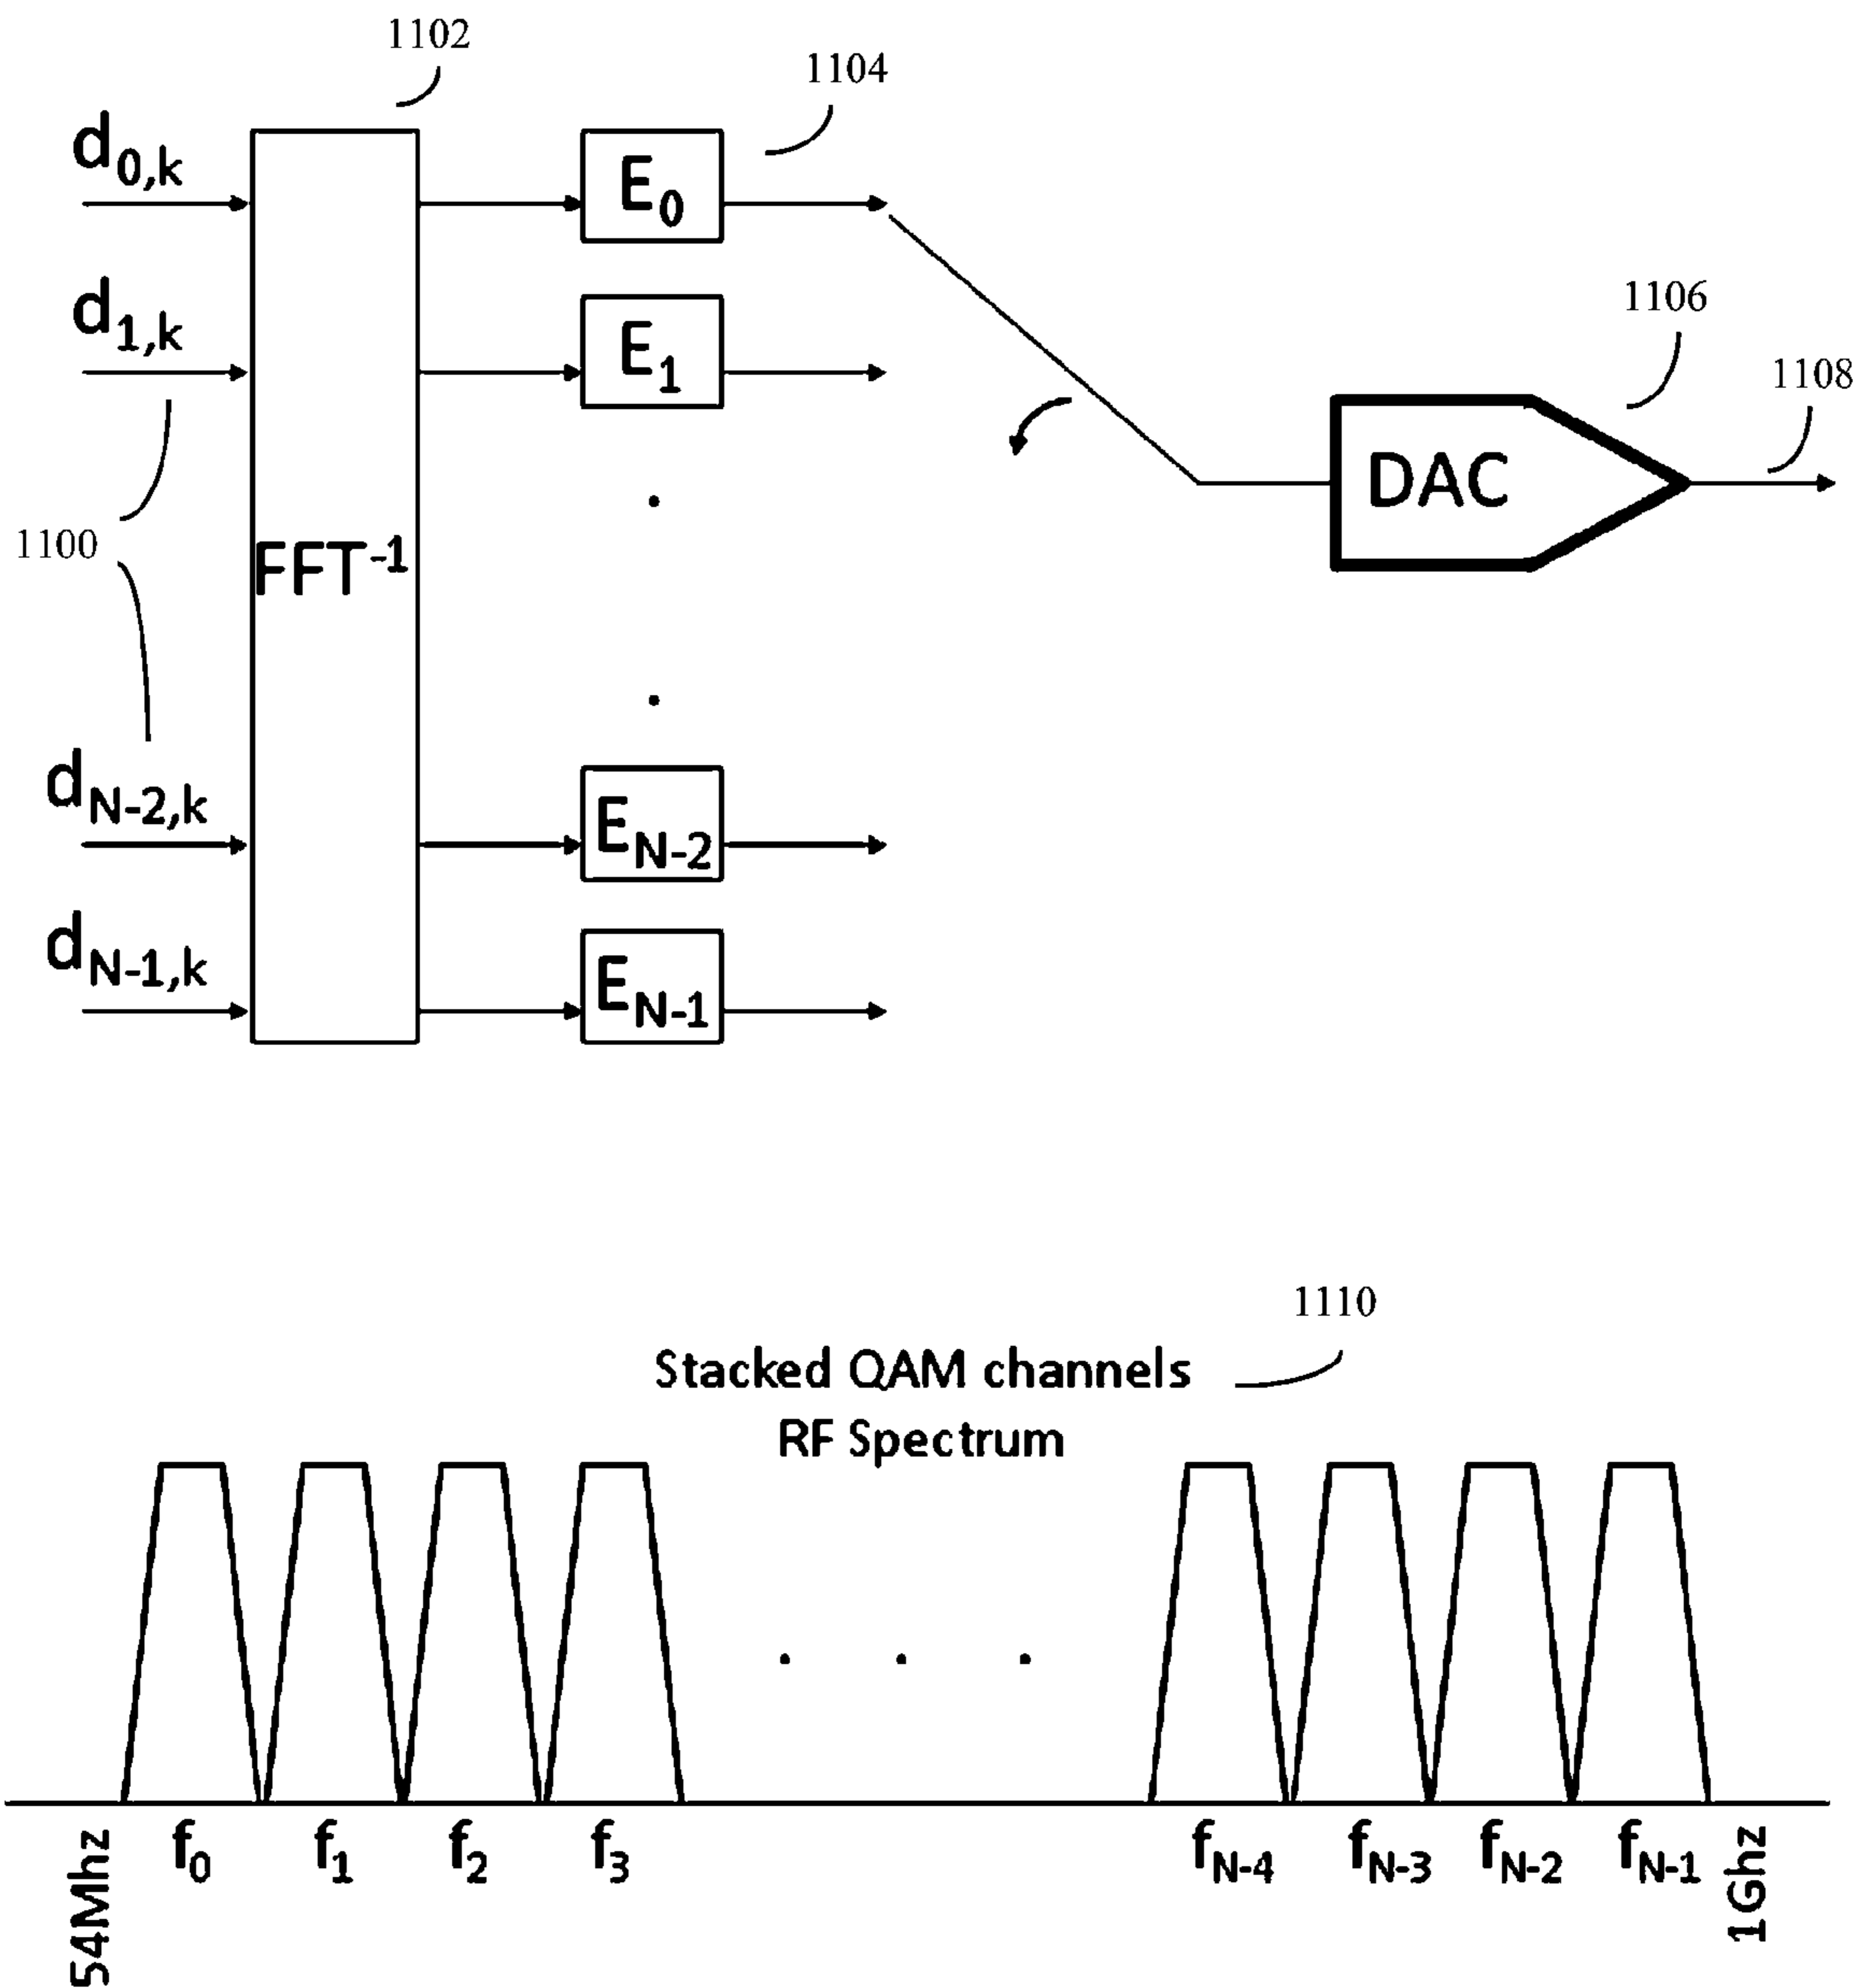 1102
1104
d0,k
E0
d1,k
E1
1106
1108
DAC
1100
FFT-1
dN-2,k
EN-2
dN-1,k
EN-1
1110
Stacked QAM channels
RF Spectrum
54Mhz
f0
f1
f2
f3
fN-4
fN-3
fN-2
fN-1
1Ghz